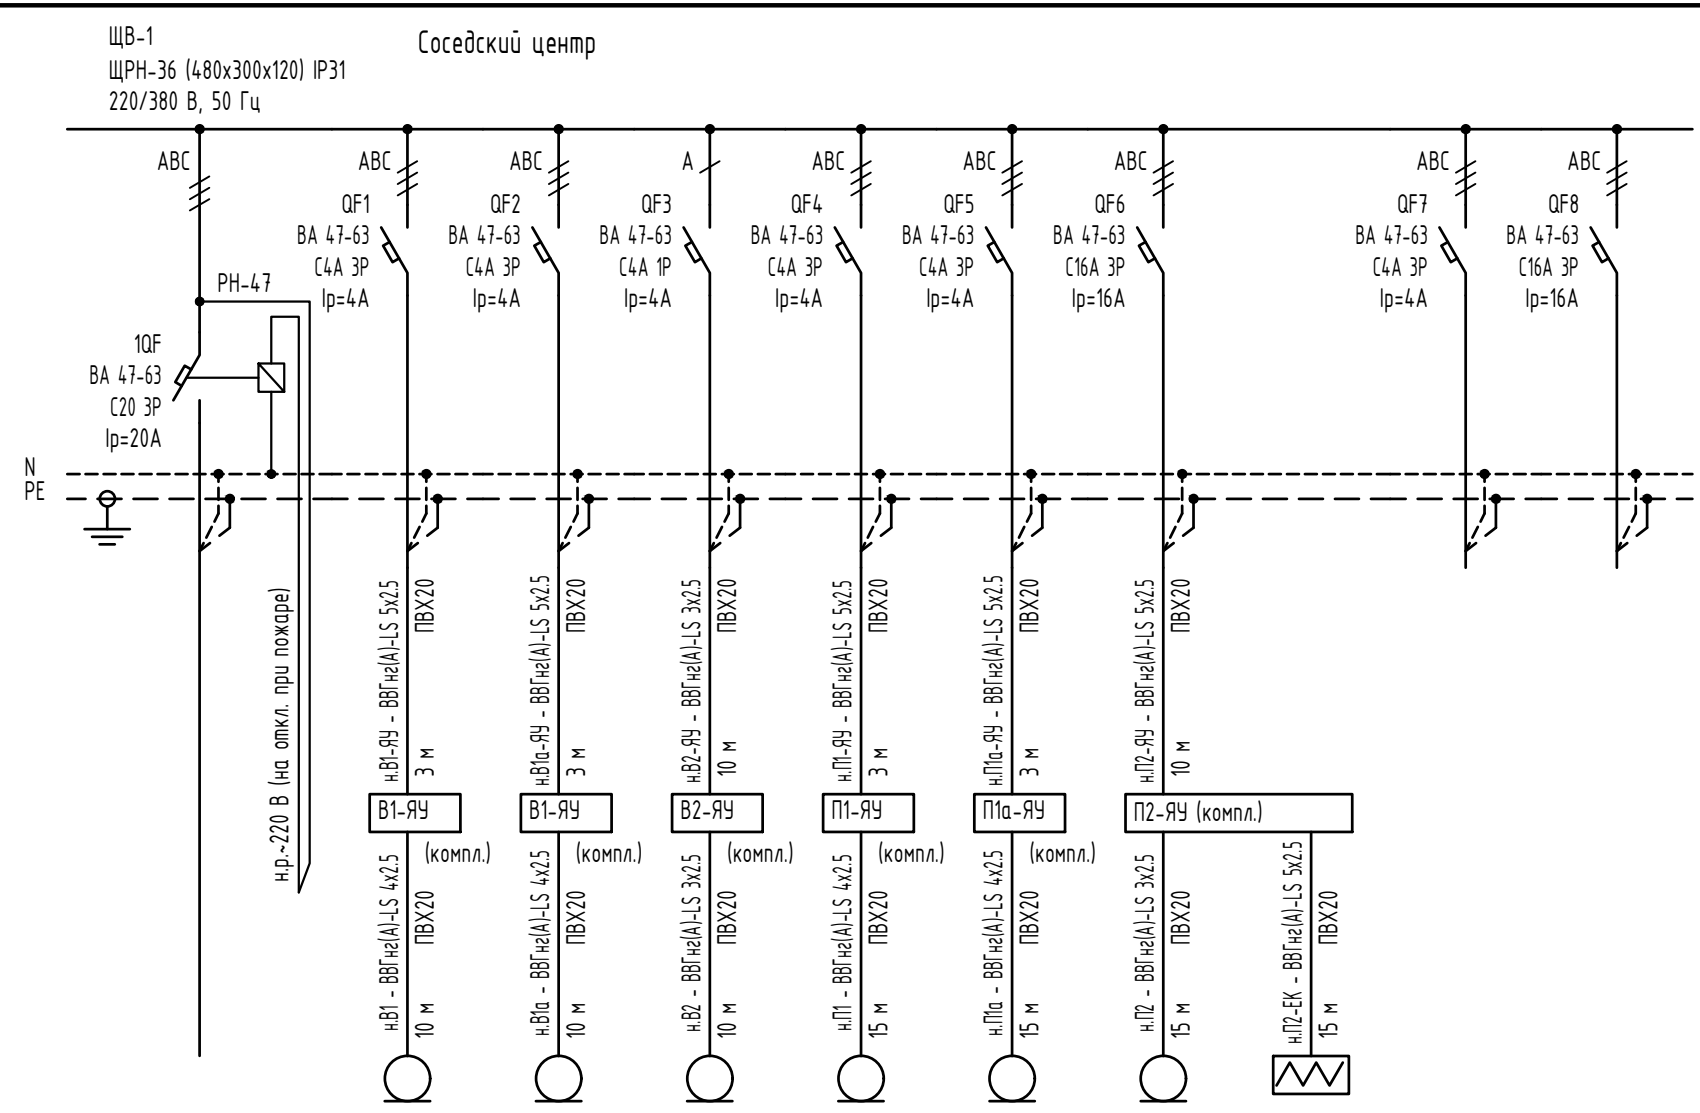 ЩВ-1
ЩРН-36 (480х300х120) IP31
220/380 В, 50 Гц
Соседский центр
АВС
АВС
АВС
А
АВС
АВС
АВС
АВС
АВС
QF1
ВА 47-63
С4А 3Р
Iр=4А
QF2
ВА 47-63
С4А 3Р
Iр=4А
QF3
ВА 47-63
С4А 1Р
Iр=4А
QF4
ВА 47-63
С4А 3Р
Iр=4А
QF5
ВА 47-63
С4А 3Р
Iр=4А
QF6
ВА 47-63
С16А 3Р
Iр=16А
QF7
ВА 47-63
С4А 3Р
Iр=4А
QF8
ВА 47-63
С16А 3Р
Iр=16А
РН-47
1QF
ВА 47-63
С20 3Р
Iр=20А
N
PE
н.р.~220 В (на откл. при пожаре)
н.В1-ЯУ - ВВГнг(А)-LS 5х2.5
ПВХ20
3 м
н.В1а-ЯУ - ВВГнг(А)-LS 5х2.5
ПВХ20
3 м
н.В2-ЯУ - ВВГнг(А)-LS 3х2.5
ПВХ20
10 м
н.П1-ЯУ - ВВГнг(А)-LS 5х2.5
ПВХ20
3 м
н.П1а-ЯУ - ВВГнг(А)-LS 5х2.5
ПВХ20
3 м
н.П2-ЯУ - ВВГнг(А)-LS 5х2.5
ПВХ20
10 м
В1-ЯУ
В1-ЯУ
В2-ЯУ
П1-ЯУ
П1а-ЯУ
П2-ЯУ (компл.)
(компл.)
(компл.)
(компл.)
(компл.)
(компл.)
н.В1 - ВВГнг(А)-LS 4х2.5
ПВХ20
10 м
н.В1а - ВВГнг(А)-LS 4х2.5
ПВХ20
10 м
н.В2 - ВВГнг(А)-LS 3х2.5
ПВХ20
10 м
н.П1 - ВВГнг(А)-LS 4х2.5
ПВХ20
15 м
н.П1а - ВВГнг(А)-LS 4х2.5
ПВХ20
15 м
н.П2 - ВВГнг(А)-LS 3х2.5
ПВХ20
15 м
н.П2-ЕК - ВВГнг(А)-LS 5х2.5
ПВХ20
15 м